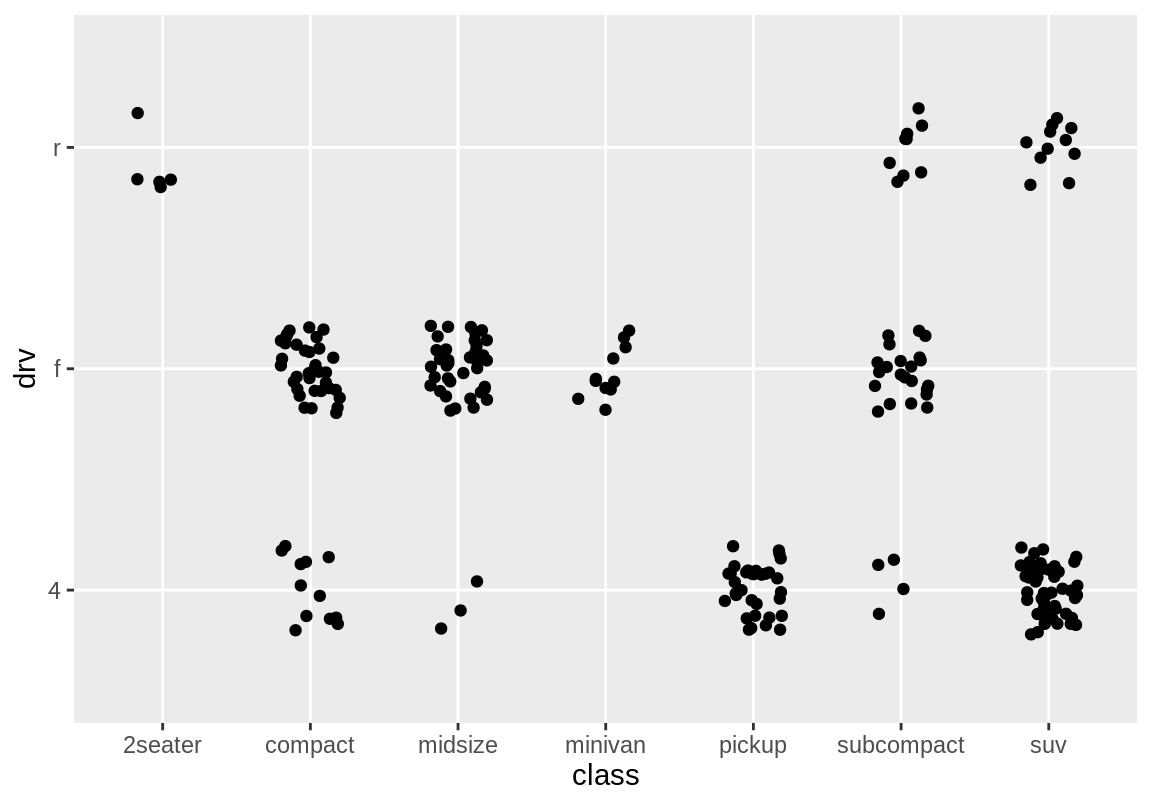 r
f
4
drv
2seater compact midsize minivan pickup subcompact suv
class